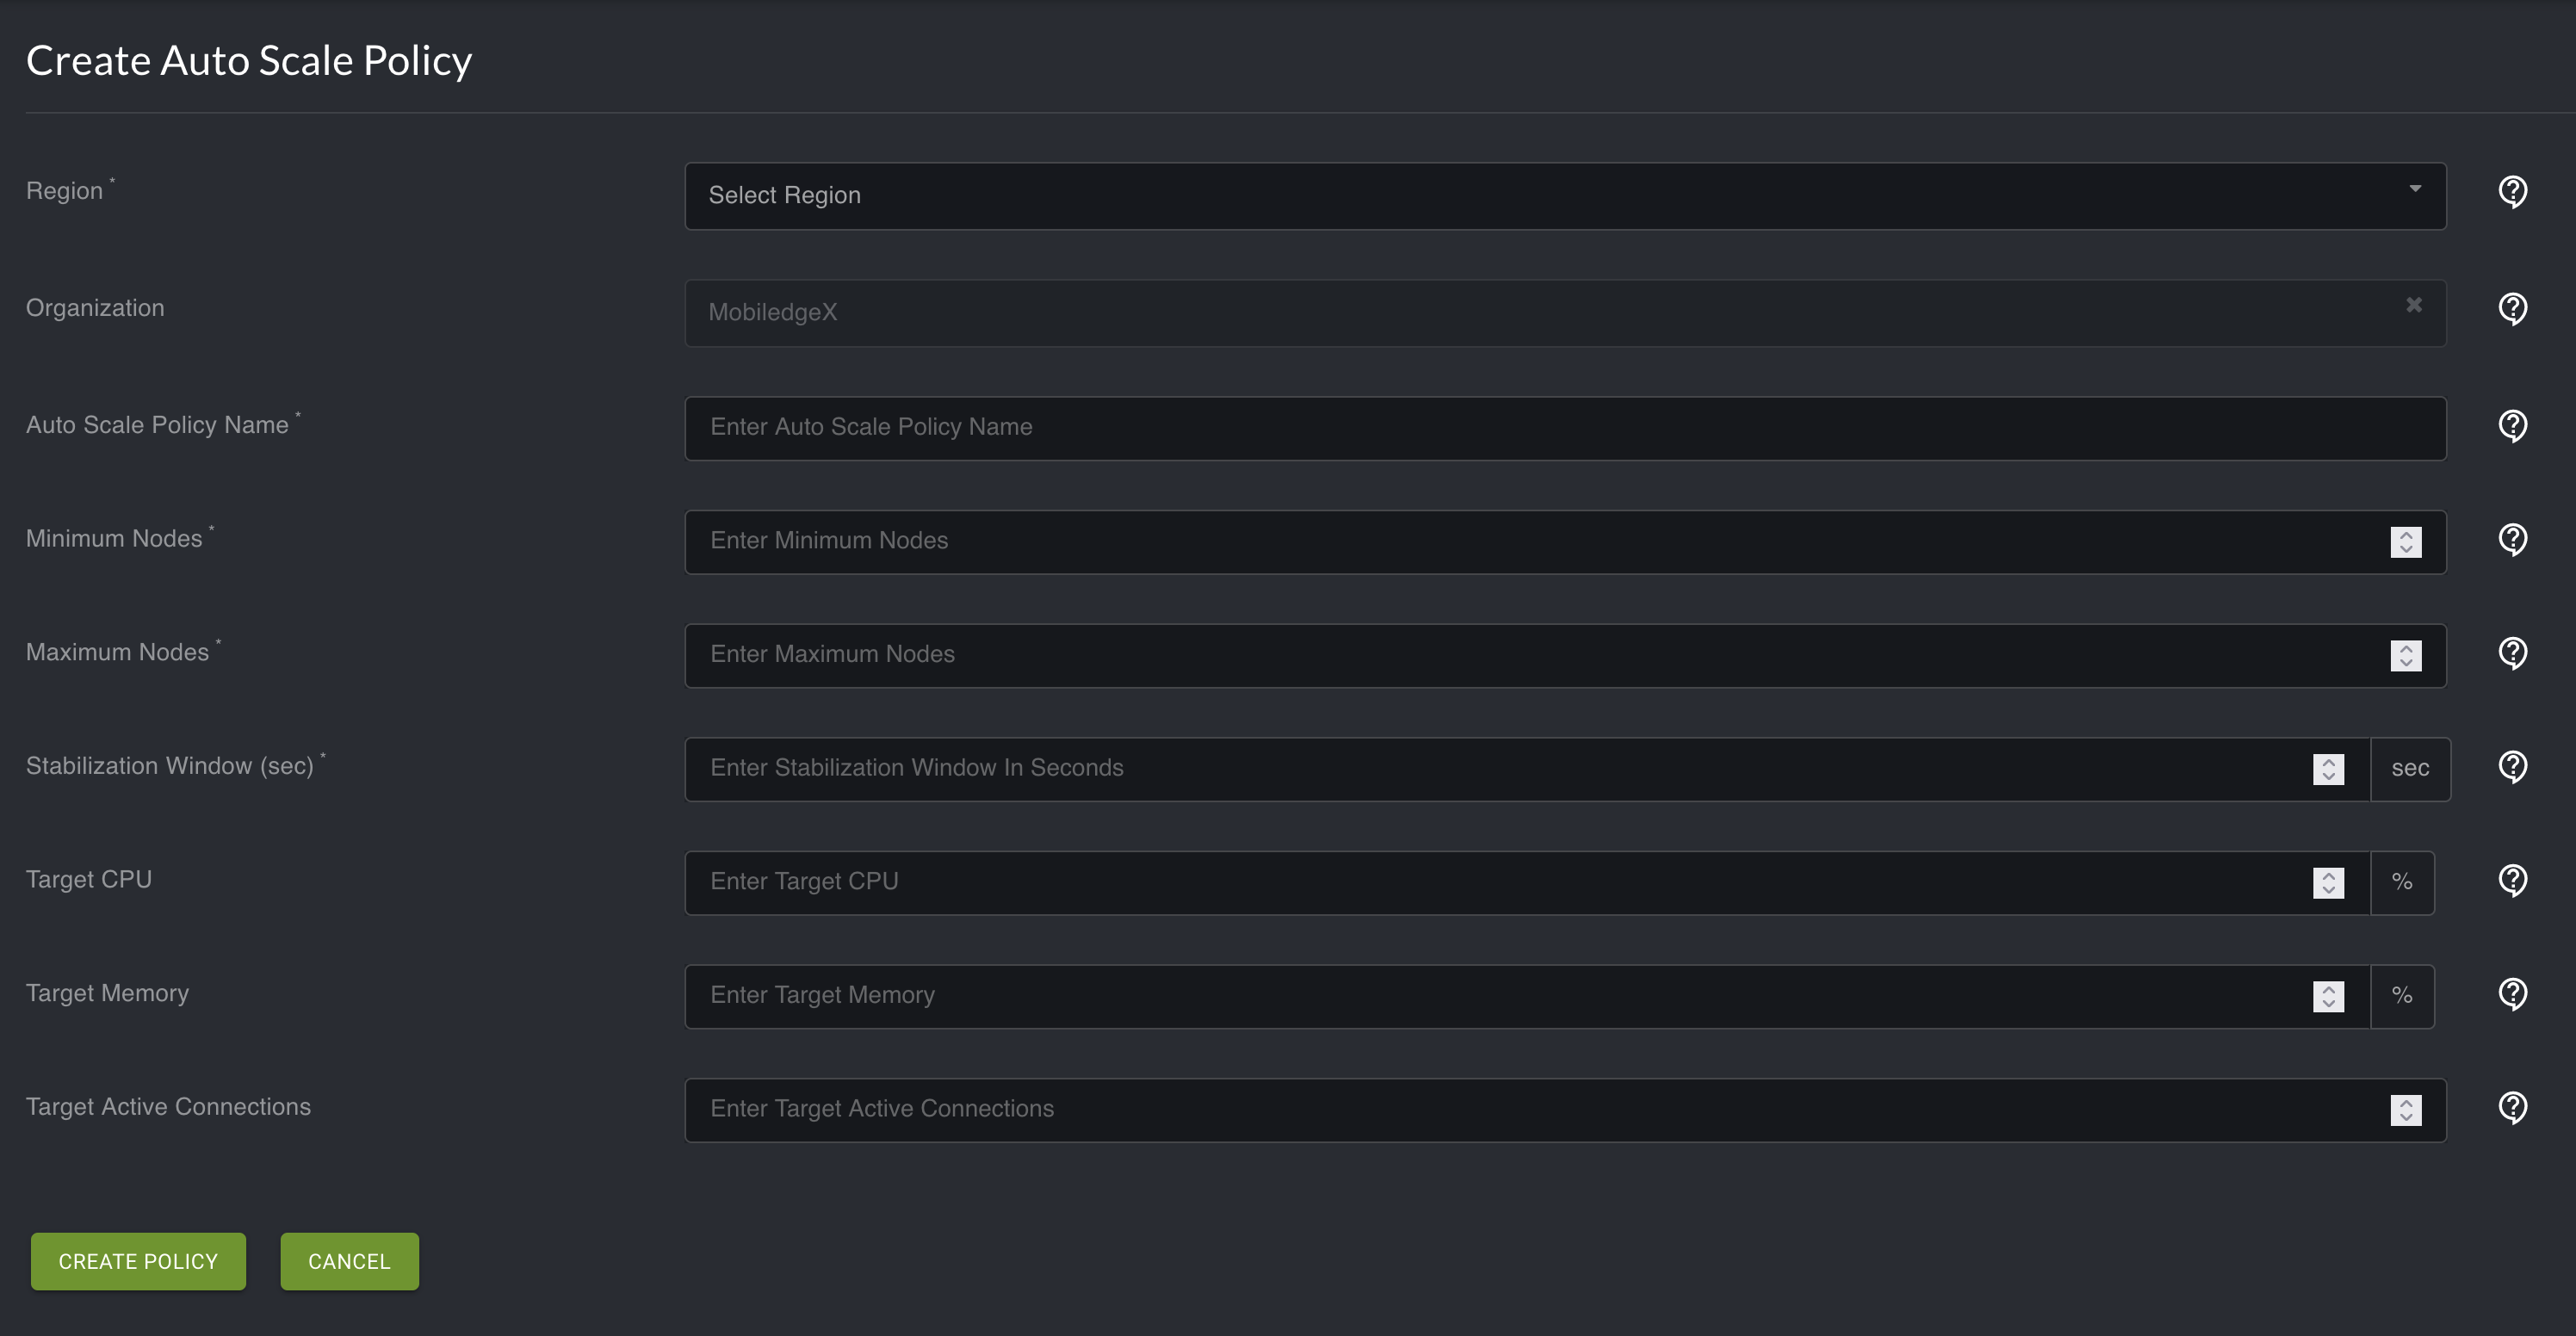 Create Auto Scale Policy
Region *
Select Region
Organization
MobiledgeX
Auto Scale Policy Name *
Enter Auto Scale Policy Name
Minimum Nodes *
Enter Minimum Nodes
Maximum Nodes *
Enter Maximum Nodes
Stabilization Window (sec) *
Enter Stabilization Window In Seconds
sec
Target CPU
Enter Target CPU
%
Target Memory
Enter Target Memory
%
Target Active Connections
Enter Target Active Connections
CREATE POLICY
CANCEL